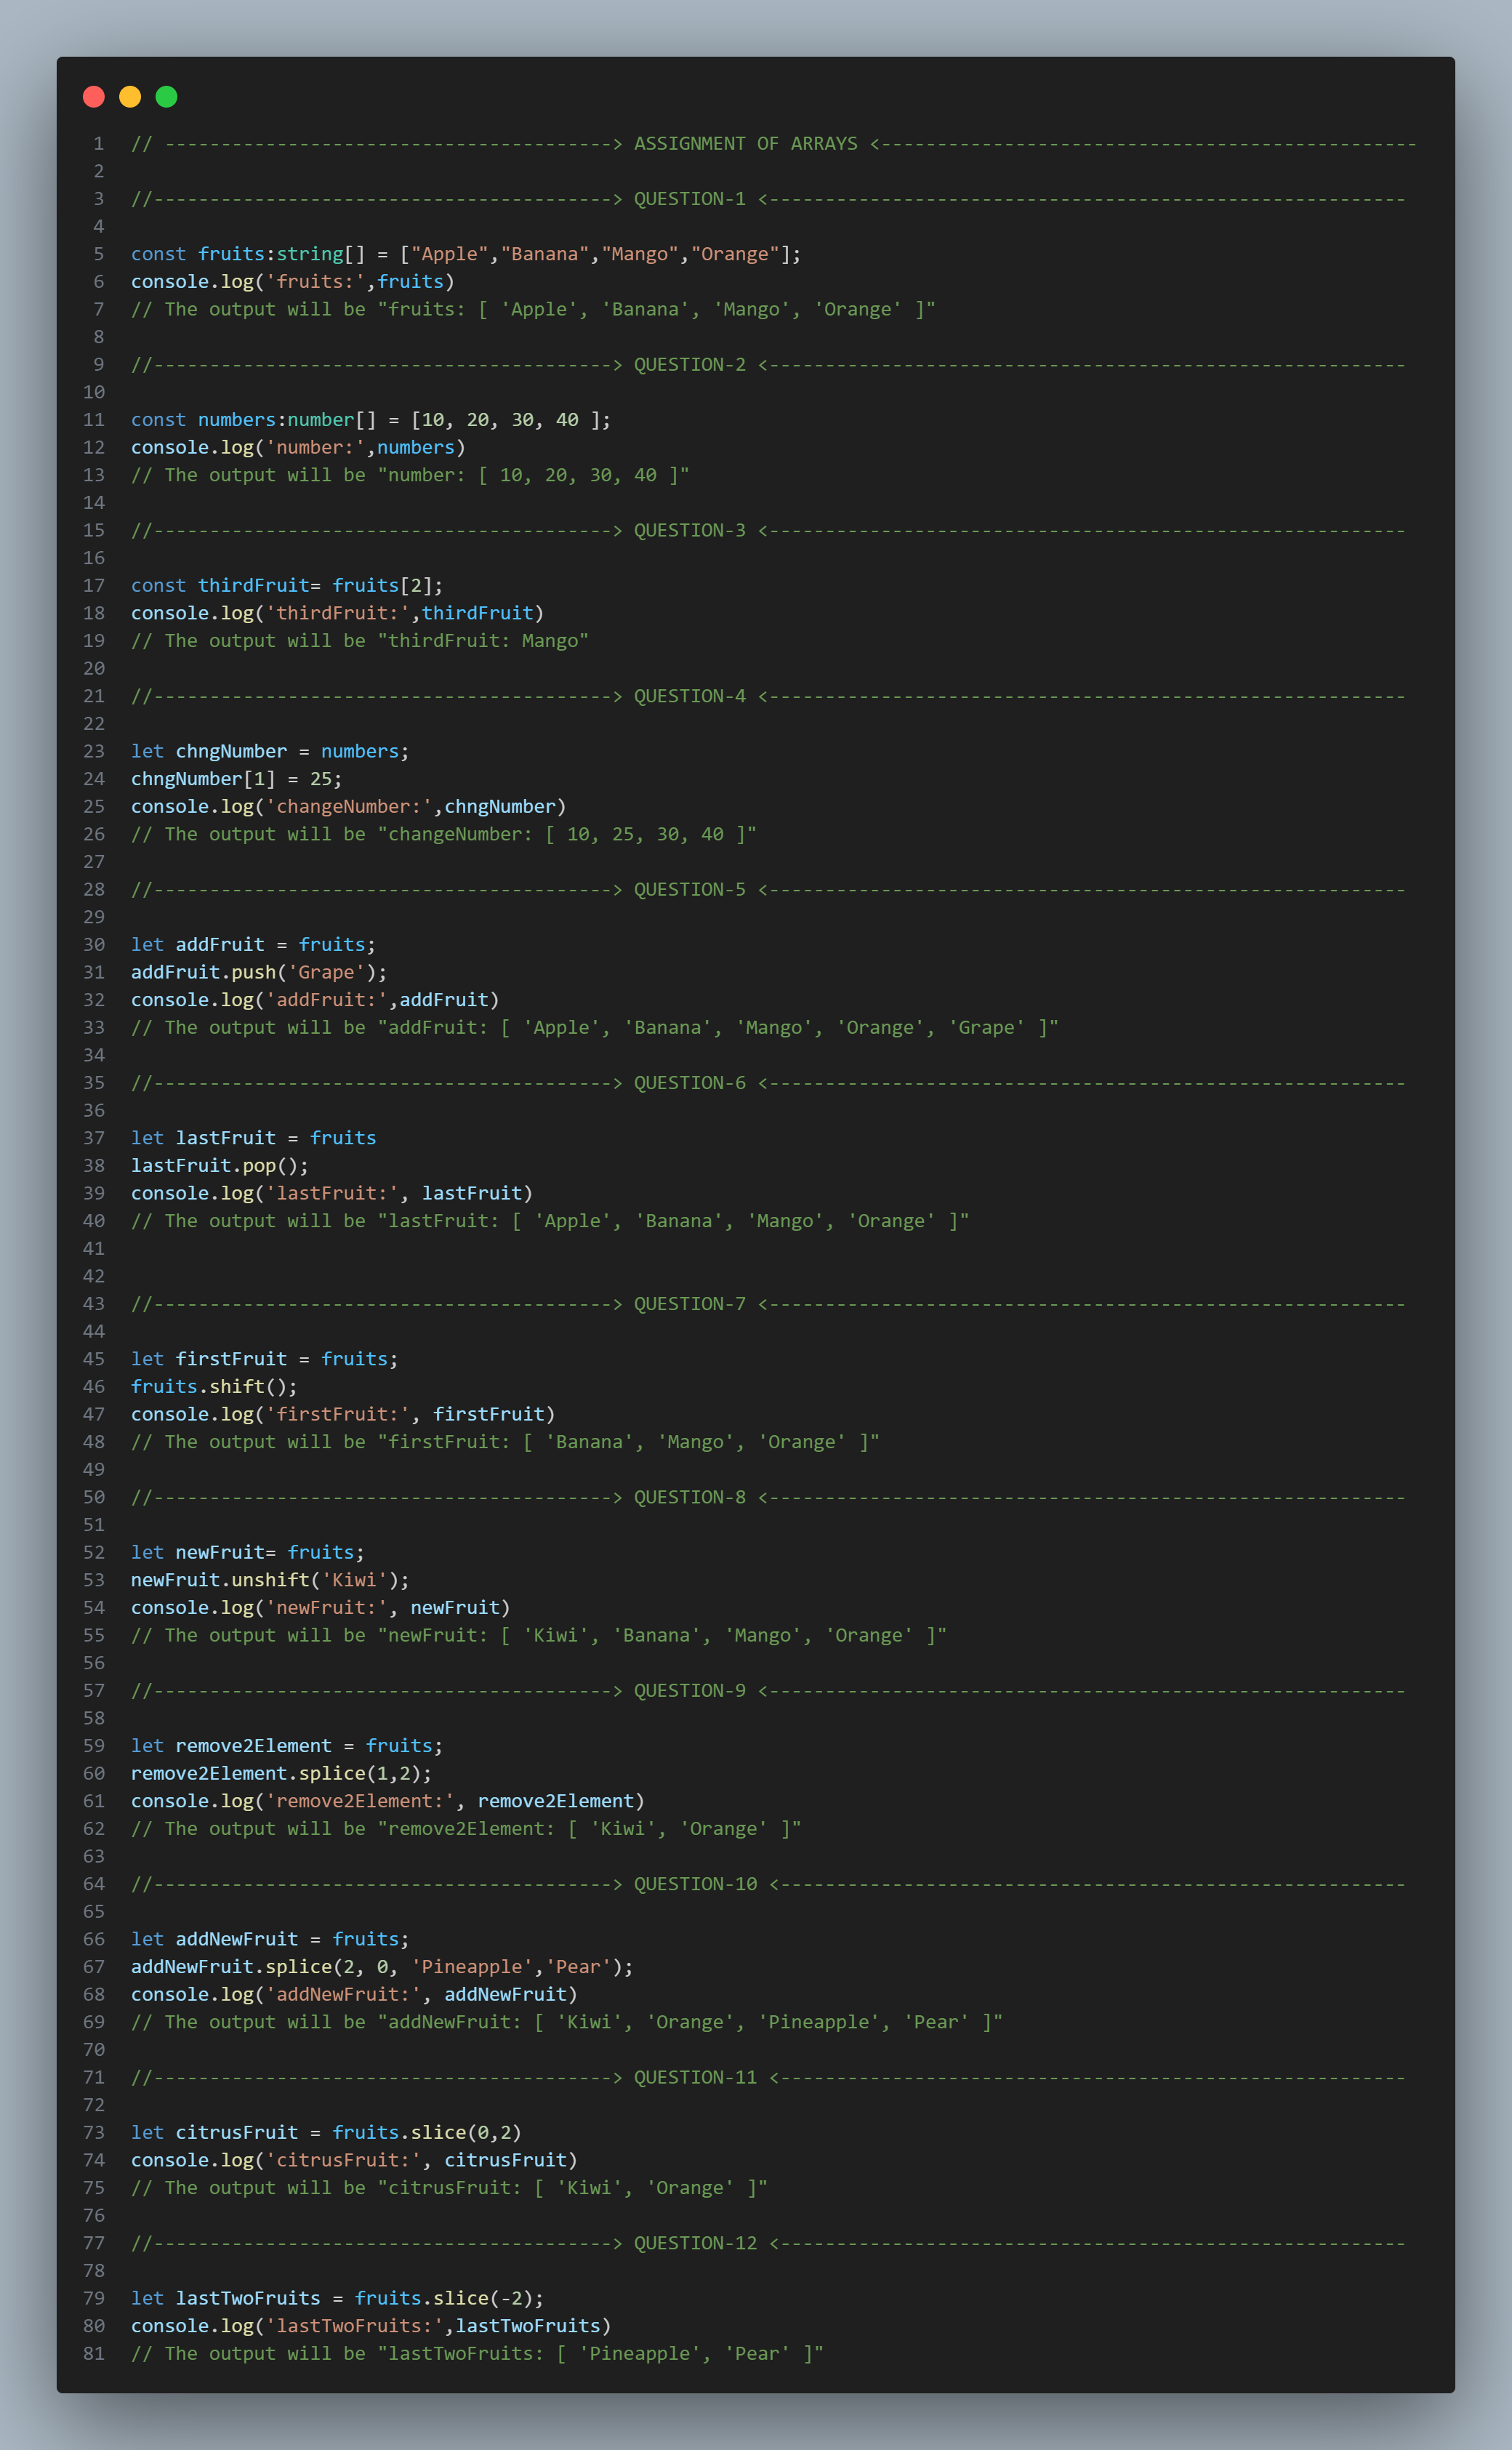 1 // ----------------------------------------> ASSIGNMENT OF ARRAYS <------------------------------------------------
2
3 //-----------------------------------------> QUESTION-1 <---------------------------------------------------------
4
5 const fruits:string[] = ["Apple","Banana","Mango","Orange"];
6 console.log('fruits:',fruits)
7 // The output will be "fruits: [ 'Apple', 'Banana', 'Mango', 'Orange' ]"
8
9 //-----------------------------------------> QUESTION-2 <---------------------------------------------------------
10
11 const numbers:number[] = [10, 20, 30, 40 ];
12 console.log('number:',numbers)
13 // The output will be "number: [ 10, 20, 30, 40 ]"
14
15 //-----------------------------------------> QUESTION-3 <---------------------------------------------------------
16
17 const thirdFruit= fruits[2];
18 console.log('thirdFruit:',thirdFruit)
19 // The output will be "thirdFruit: Mango"
20
21 //-----------------------------------------> QUESTION-4 <---------------------------------------------------------
22
23 let chngNumber = numbers;
24 chngNumber[1] = 25;
25 console.log('changeNumber:',chngNumber)
26 // The output will be "changeNumber: [ 10, 25, 30, 40 ]"
27
28 //-----------------------------------------> QUESTION-5 <---------------------------------------------------------
29
30 let addFruit = fruits;
31 addFruit.push('Grape');
32 console.log('addFruit:',addFruit)
33 // The output will be "addFruit: [ 'Apple', 'Banana', 'Mango', 'Orange', 'Grape' ]"
34
35 //-----------------------------------------> QUESTION-6 <---------------------------------------------------------
36
37 let lastFruit = fruits
38 lastFruit.pop();
39 console.log('lastFruit:', lastFruit)
40 // The output will be "lastFruit: [ 'Apple', 'Banana', 'Mango', 'Orange' ]"
41
42
43 //-----------------------------------------> QUESTION-7 <---------------------------------------------------------
44
45 let firstFruit = fruits;
46 fruits.shift();
47 console.log('firstFruit:', firstFruit)
48 // The output will be "firstFruit: [ 'Banana', 'Mango', 'Orange' ]"
49
50 //-----------------------------------------> QUESTION-8 <---------------------------------------------------------
51
52 let newFruit= fruits;
53 newFruit.unshift('Kiwi');
54 console.log('newFruit:', newFruit)
55 // The output will be "newFruit: [ 'Kiwi', 'Banana', 'Mango', 'Orange' ]"
56
57 //-----------------------------------------> QUESTION-9 <---------------------------------------------------------
58
59 let remove2Element = fruits;
60 remove2Element.splice(1,2);
61 console.log('remove2Element:', remove2Element)
62 // The output will be "remove2Element: [ 'Kiwi', 'Orange' ]"
63
64 //-----------------------------------------> QUESTION-10 <--------------------------------------------------------
65
66 let addNewFruit = fruits;
67 addNewFruit.splice(2, 0, 'Pineapple','Pear');
68 console.log('addNewFruit:', addNewFruit)
69 // The output will be "addNewFruit: [ 'Kiwi', 'Orange', 'Pineapple', 'Pear' ]"
70
71 //-----------------------------------------> QUESTION-11 <--------------------------------------------------------
72
73 let citrusFruit = fruits.slice(0,2)
74 console.log('citrusFruit:', citrusFruit)
75 // The output will be "citrusFruit: [ 'Kiwi', 'Orange' ]"
76
77 //-----------------------------------------> QUESTION-12 <--------------------------------------------------------
78
79 let lastTwoFruits = fruits.slice(-2);
80 console.log('lastTwoFruits:',lastTwoFruits)
81 // The output will be "lastTwoFruits: [ 'Pineapple', 'Pear' ]"